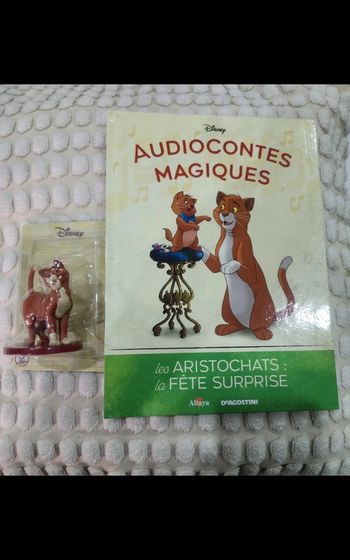 Disney
AUDIOCONTES
MAGIQUES
Disney
les ARISTOCHATS :
la FÊTE SURPRISE
Altaya DeAGOSTINI